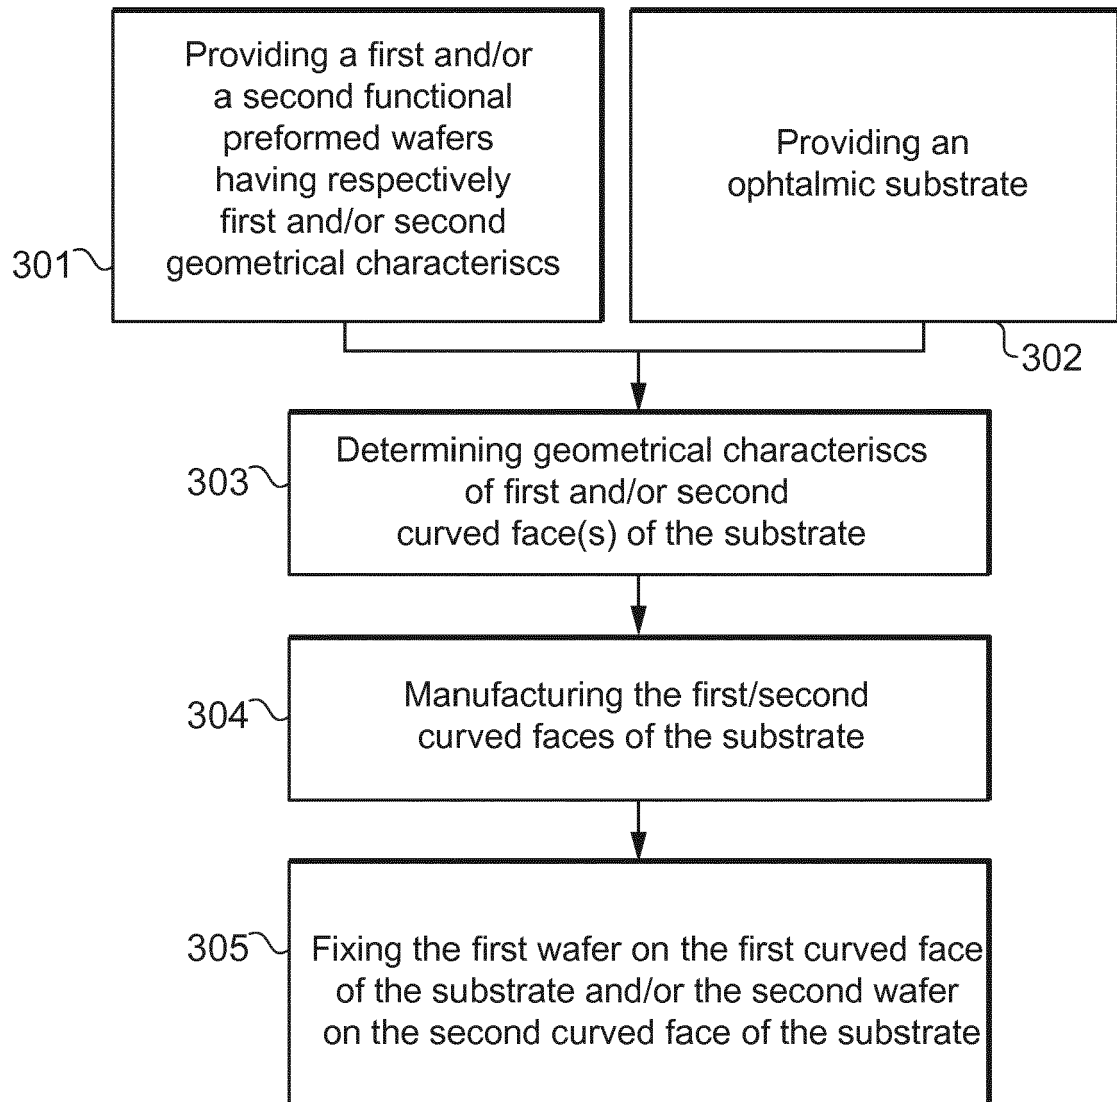 Providing a first and/or
a second functional
preformed wafers
having respectively
first and/or second
geometrical characteriscs
301
Providing an
ophtalmic substrate
302
Determining geometrical characteriscs
of first and/or second
curved face(s) of the substrate
303
Manufacturing the first/second
curved faces of the substrate
304
Fixing the first wafer on the first curved face
of the substrate and/or the second wafer
on the second curved face of the substrate
305